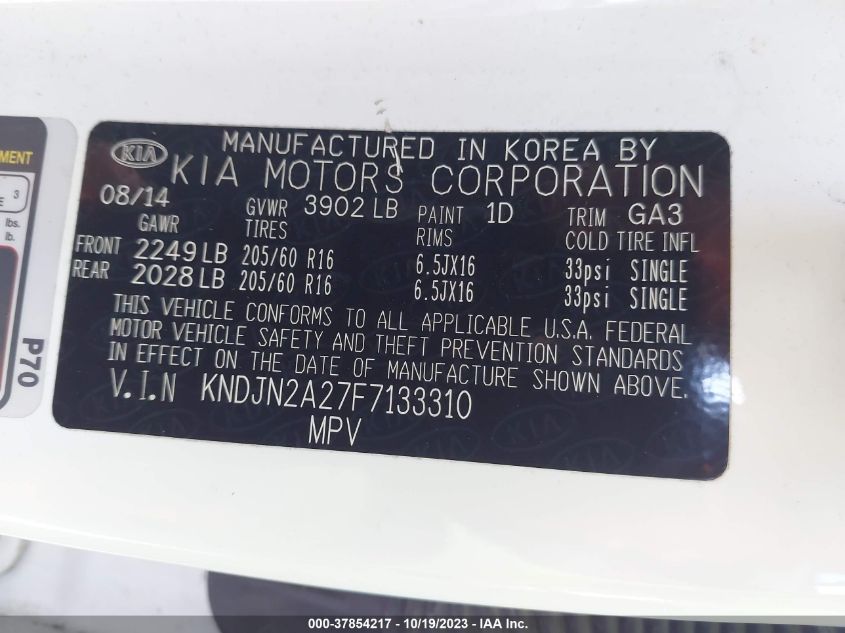 MENT
3
E
lbs.
lb.
P70
KIA
MANUFACTURED IN KOREA BY
KIA MOTORS CORPORATION
08/14 GVWR 3902 LB PAINT 1D TRIM GA3
GAWR TIRES RIMS COLD TIRE INFL
FRONT 2249 LB 205/60 R16 6.5JX16 33psi SINGLE
REAR 2028 LB 205/60 R16 6.5JX16 33psi SINGLE
THIS VEHICLE CONFORMS TO ALL APPLICABLE U.S.A. FEDERAL
MOTOR VEHICLE SAFETY AND THEFT PREVENTION STANDARDS
IN EFFECT ON THE DATE OF MANUFACTURE SHOWN ABOVE.
V.I.N KNDJN2A27F7133310
MPV
000-37854217 - 10/19/2023 - IAA Inc.